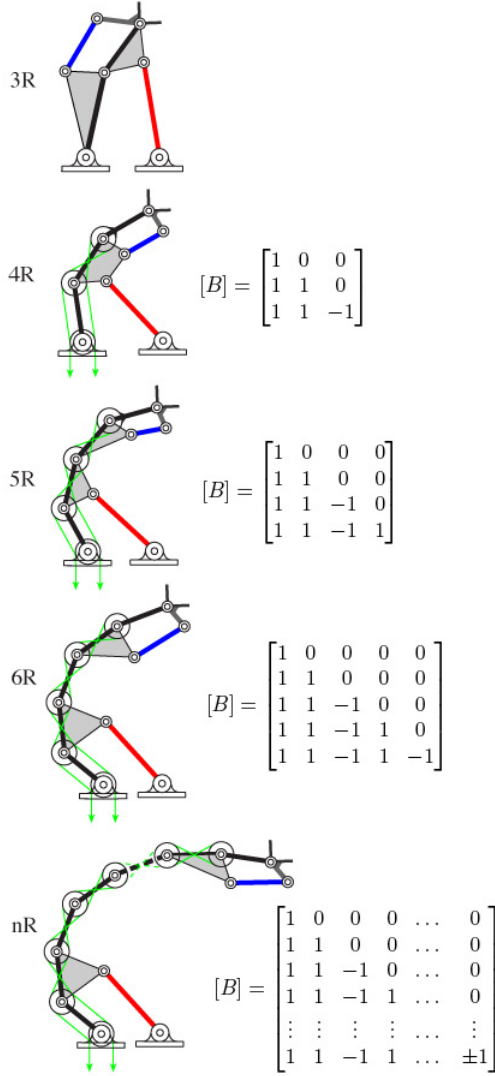 3R
4R
[B] =
1 0 0
1 1 0
1 1 −1
5R
[B] =
1 0 0 0
1 1 0 0
1 1 −1 0
1 1 −1 1
6R
[B] =
1 0 0 0 0
1 1 0 0 0
1 1 −1 0 0
1 1 −1 1 0
1 1 −1 1 −1
nR
[B] =
1 0 0 0 … 0
1 1 0 0 … 0
1 1 −1 0 … 0
1 1 −1 1 … 0
⋮ ⋮ ⋮ ⋮ … ⋮
1 1 −1 1 … ±1